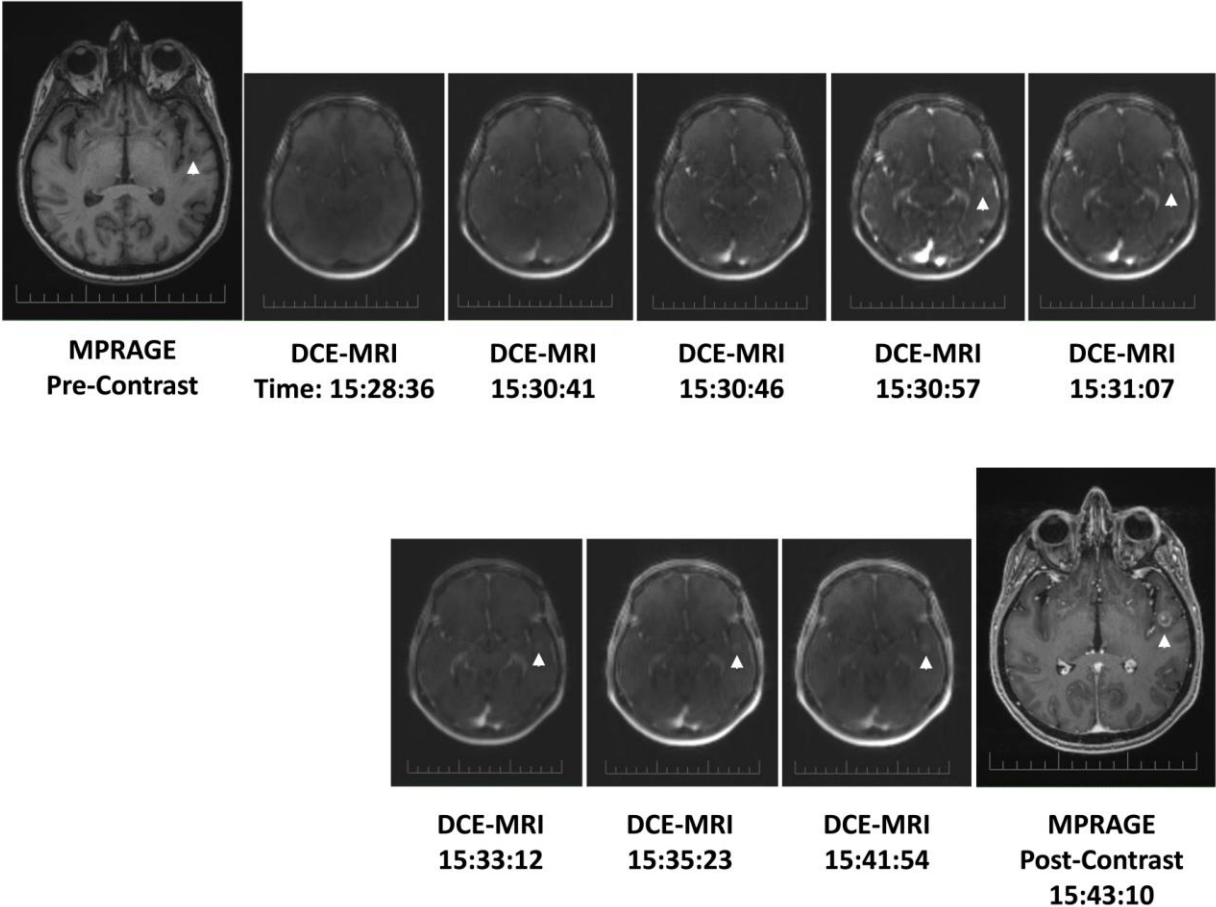 MPRAGE
Pre-Contrast
DCE-MRI
Time: 15:28:36
DCE-MRI
15:30:41
DCE-MRI
15:30:46
DCE-MRI
15:30:57
DCE-MRI
15:31:07
DCE-MRI
15:33:12
DCE-MRI
15:35:23
DCE-MRI
15:41:54
MPRAGE
Post-Contrast
15:43:10